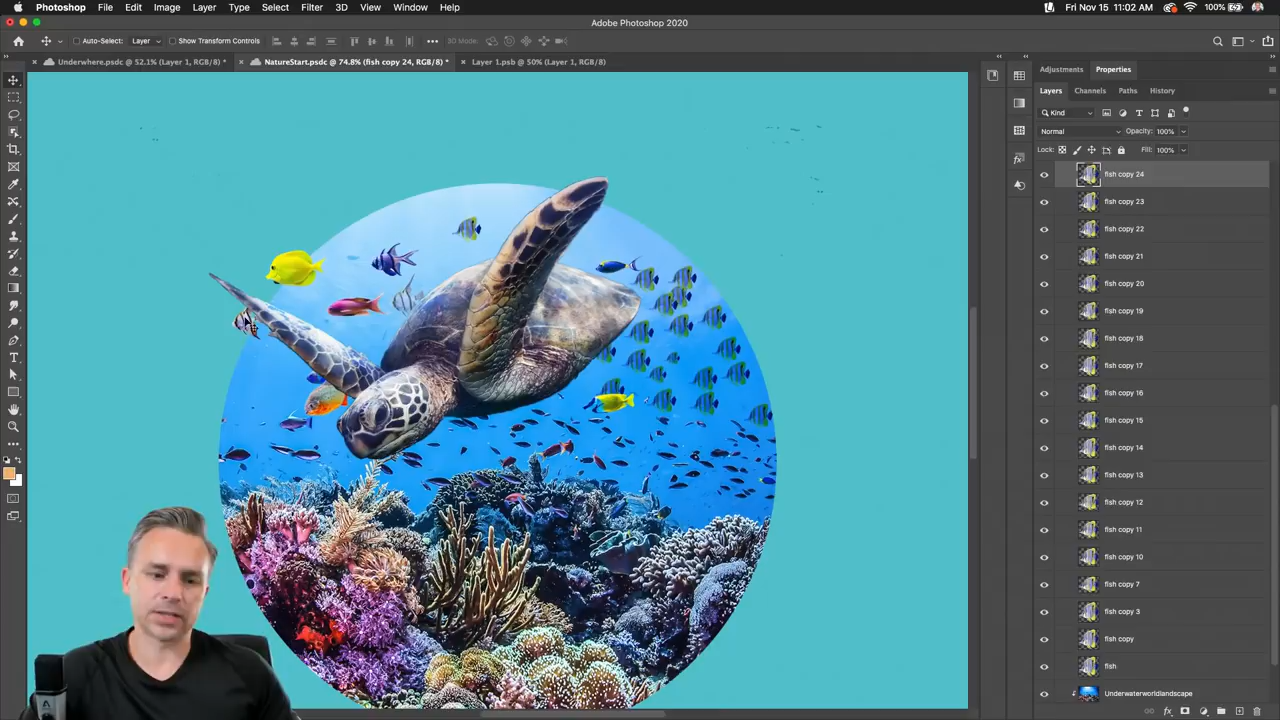 Photoshop File Edit Image Layer Type Select Filter 3D View Window Help 100% Fri Nov 15 11:02 AM
Adobe Photoshop 2020
Auto-Select: Layer Show Transform Controls 3D Mode:
Underwhere.psdc @ 52.1% (Layer 1, RGB/8) * NatureStart.psdc @ 74.8% (fish copy 24, RGB/8) * Layer 1.psb @ 50% (Layer 1, RGB/8)
Adjustments Properties
Layers Channels Paths History
Kind
Normal Opacity: 100%
Lock: Fill: 100%
fish copy 24
fish copy 23
fish copy 22
fish copy 21
fish copy 20
fish copy 19
fish copy 18
fish copy 17
fish copy 16
fish copy 15
fish copy 14
fish copy 13
fish copy 12
fish copy 11
fish copy 10
fish copy 7
fish copy 3
fish copy
fish
Underwaterworldlandscape